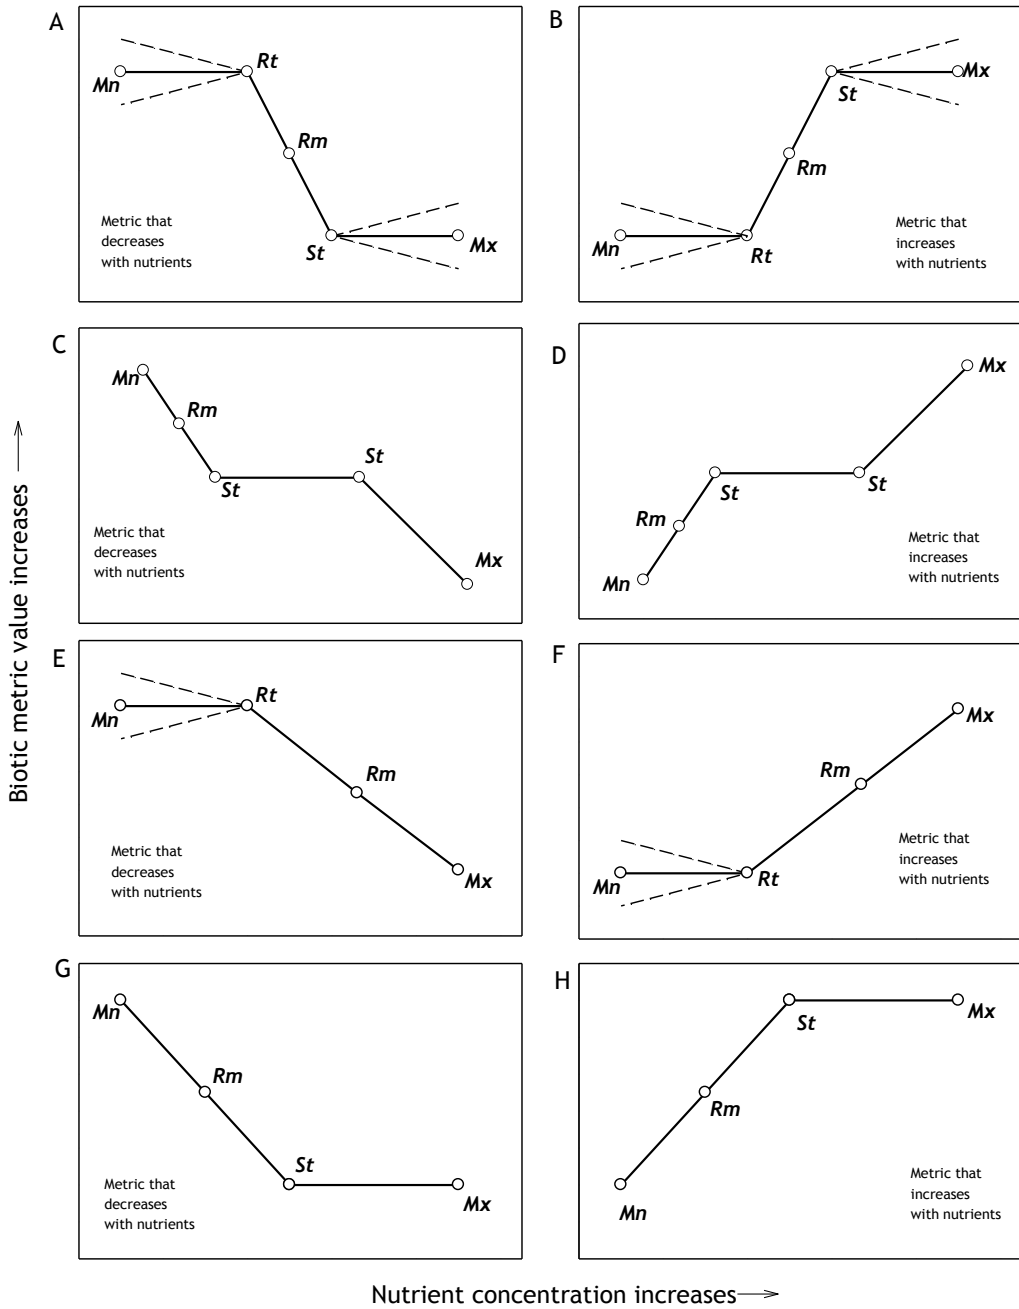 A
Rt
Mn
Rm
Metric that
decreases
with nutrients
St
Mx
B
Mx
St
Rm
Metric that
increases
with nutrients
Mn
Rt
C
Mn
Rm
St
St
Metric that
decreases
with nutrients
Mx
D
Mx
St
St
Rm
Metric that
increases
with nutrients
Mn
E
Rt
Mn
Rm
Metric that
decreases
with nutrients
Mx
F
Mx
Rm
Metric that
increases
with nutrients
Mn
Rt
G
Mn
Rm
St
Metric that
decreases
with nutrients
Mx
H
St
Mx
Rm
Metric that
increases
with nutrients
Mn
Biotic metric value increases
Nutrient concentration increases